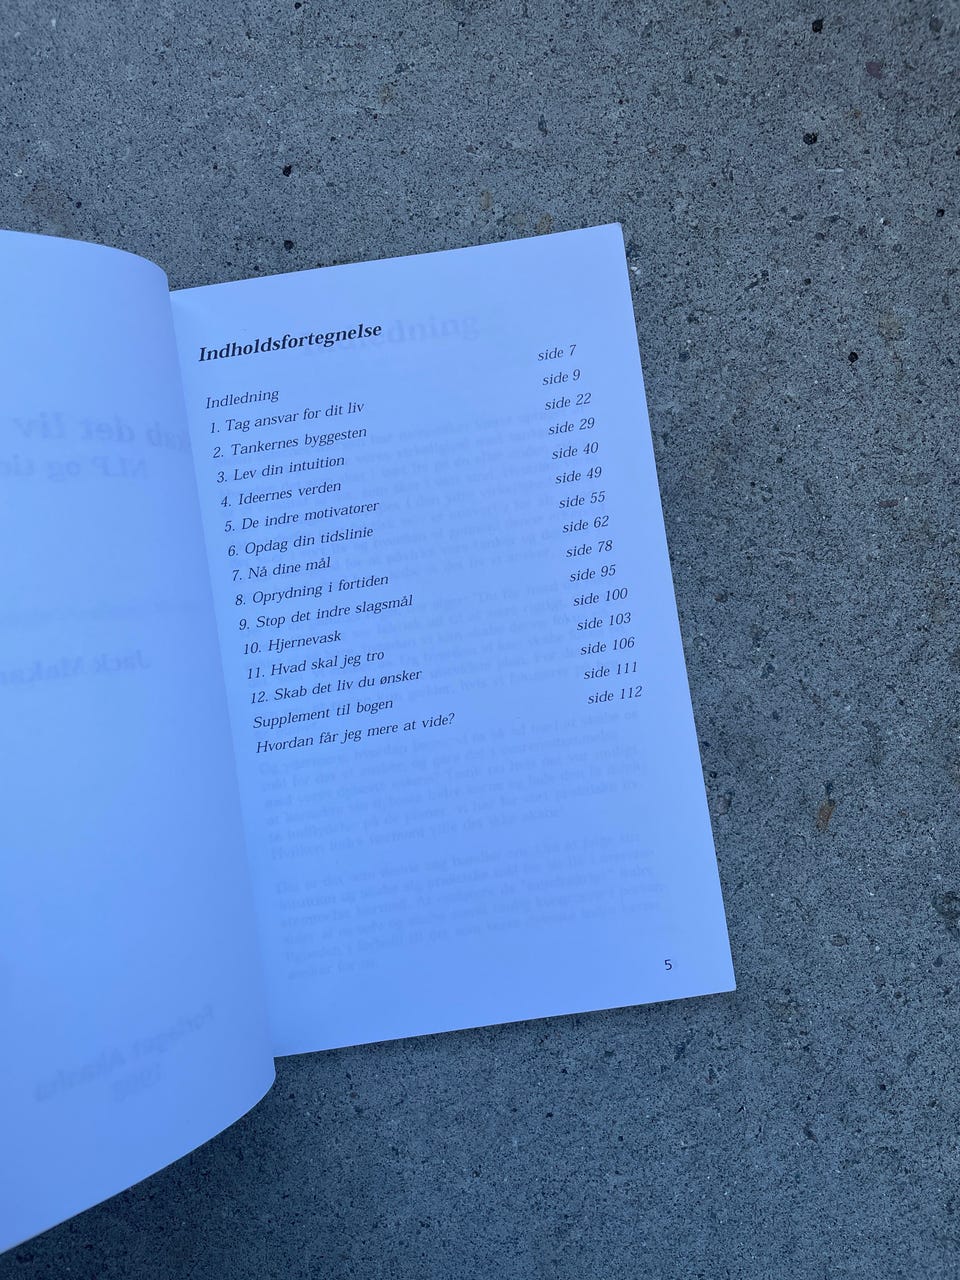 Indholdsfortegnelse
Indledning side 7
1. Tag ansvar for dit liv side 9
2. Tankernes byggesten side 22
3. Lev din intuition side 29
4. Ideernes verden side 40
5. De indre motivatorer side 49
6. Opdag din tidslinie side 55
7. Nå dine mål side 62
8. Oprydning i fortiden side 78
9. Stop det indre slagsmål side 95
10. Hjernevask side 100
11. Hvad skal jeg tro side 103
12. Skab det liv du ønsker side 106
Supplement til bogen side 111
Hvordan får jeg mere at vide? side 112
5